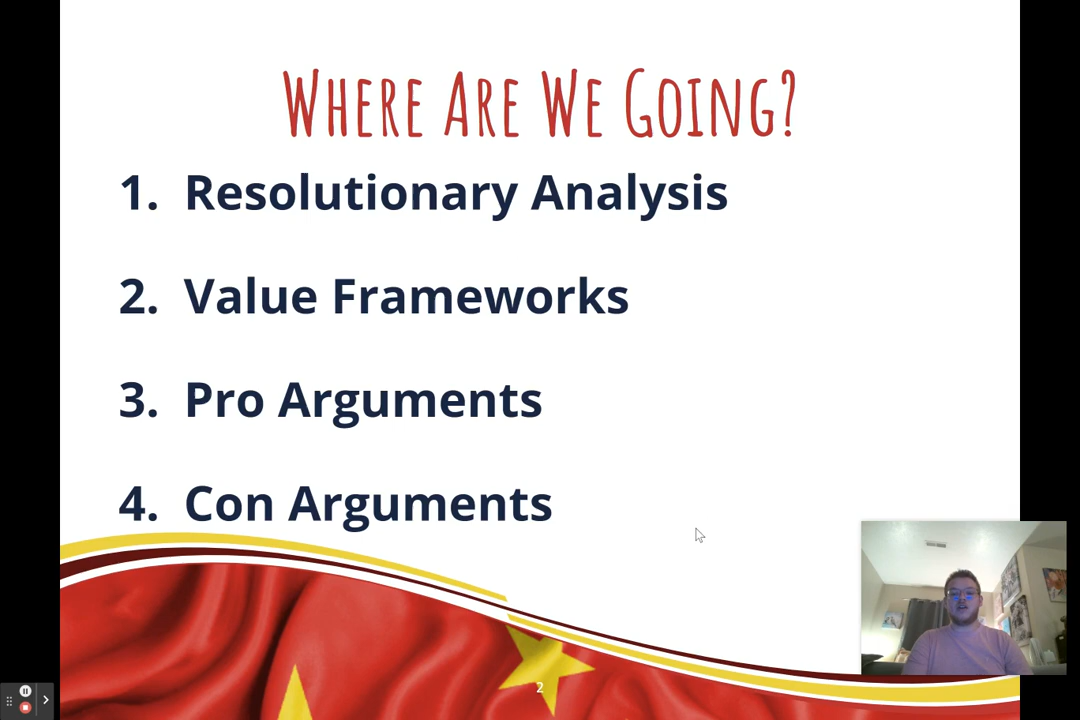 Where Are We Going?
1. Resolutionary Analysis
2. Value Frameworks
3. Pro Arguments
4. Con Arguments
2